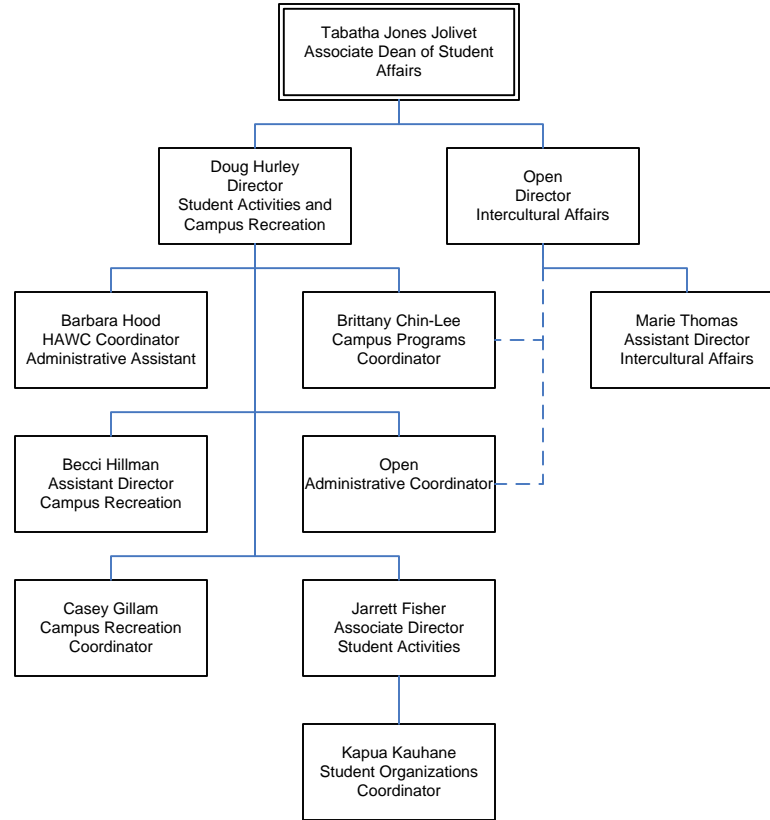 Tabatha Jones Jolivet
Associate Dean of Student
Affairs
Doug Hurley
Director
Student Activities and
Campus Recreation
Open
Director
Intercultural Affairs
Barbara Hood
HAWC Coordinator
Administrative Assistant
Brittany Chin-Lee
Campus Programs
Coordinator
Marie Thomas
Assistant Director
Intercultural Affairs
Becci Hillman
Assistant Director
Campus Recreation
Open
Administrative Coordinator
Casey Gillam
Campus Recreation
Coordinator
Jarrett Fisher
Associate Director
Student Activities
Kapua Kauhane
Student Organizations
Coordinator